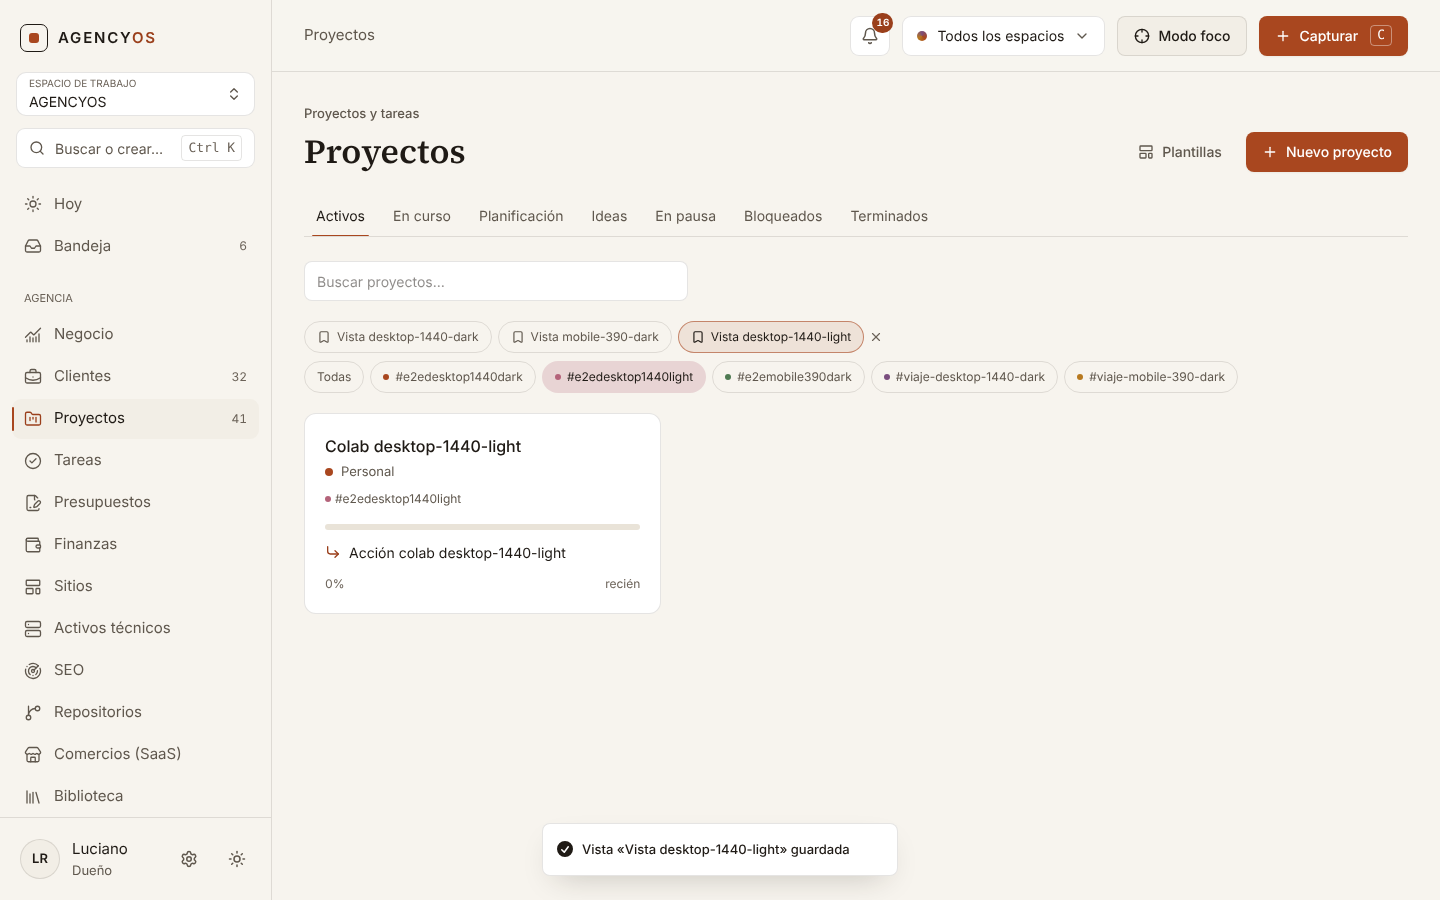 AGENCYOS
ESPACIO DE TRABAJO
AGENCYOS
Buscar o crear... Ctrl K
Hoy
Bandeja 6
AGENCIA
Negocio
Clientes 32
Proyectos 41
Tareas
Presupuestos
Finanzas
Sitios
Activos técnicos
SEO
Repositorios
Comercios (SaaS)
Biblioteca
LR Luciano
Dueño
Proyectos
16
Todos los espacios
Modo foco
Capturar C
Proyectos y tareas
Proyectos
Plantillas
Nuevo proyecto
Activos En curso Planificación Ideas En pausa Bloqueados Terminados
Buscar proyectos...
Vista desktop-1440-dark Vista mobile-390-dark Vista desktop-1440-light
Todas #e2edesktop1440dark #e2edesktop1440light #e2emobile390dark #viaje-desktop-1440-dark #viaje-mobile-390-dark
Colab desktop-1440-light
Personal
#e2edesktop1440light
Acción colab desktop-1440-light
0% recién
Vista «Vista desktop-1440-light» guardada